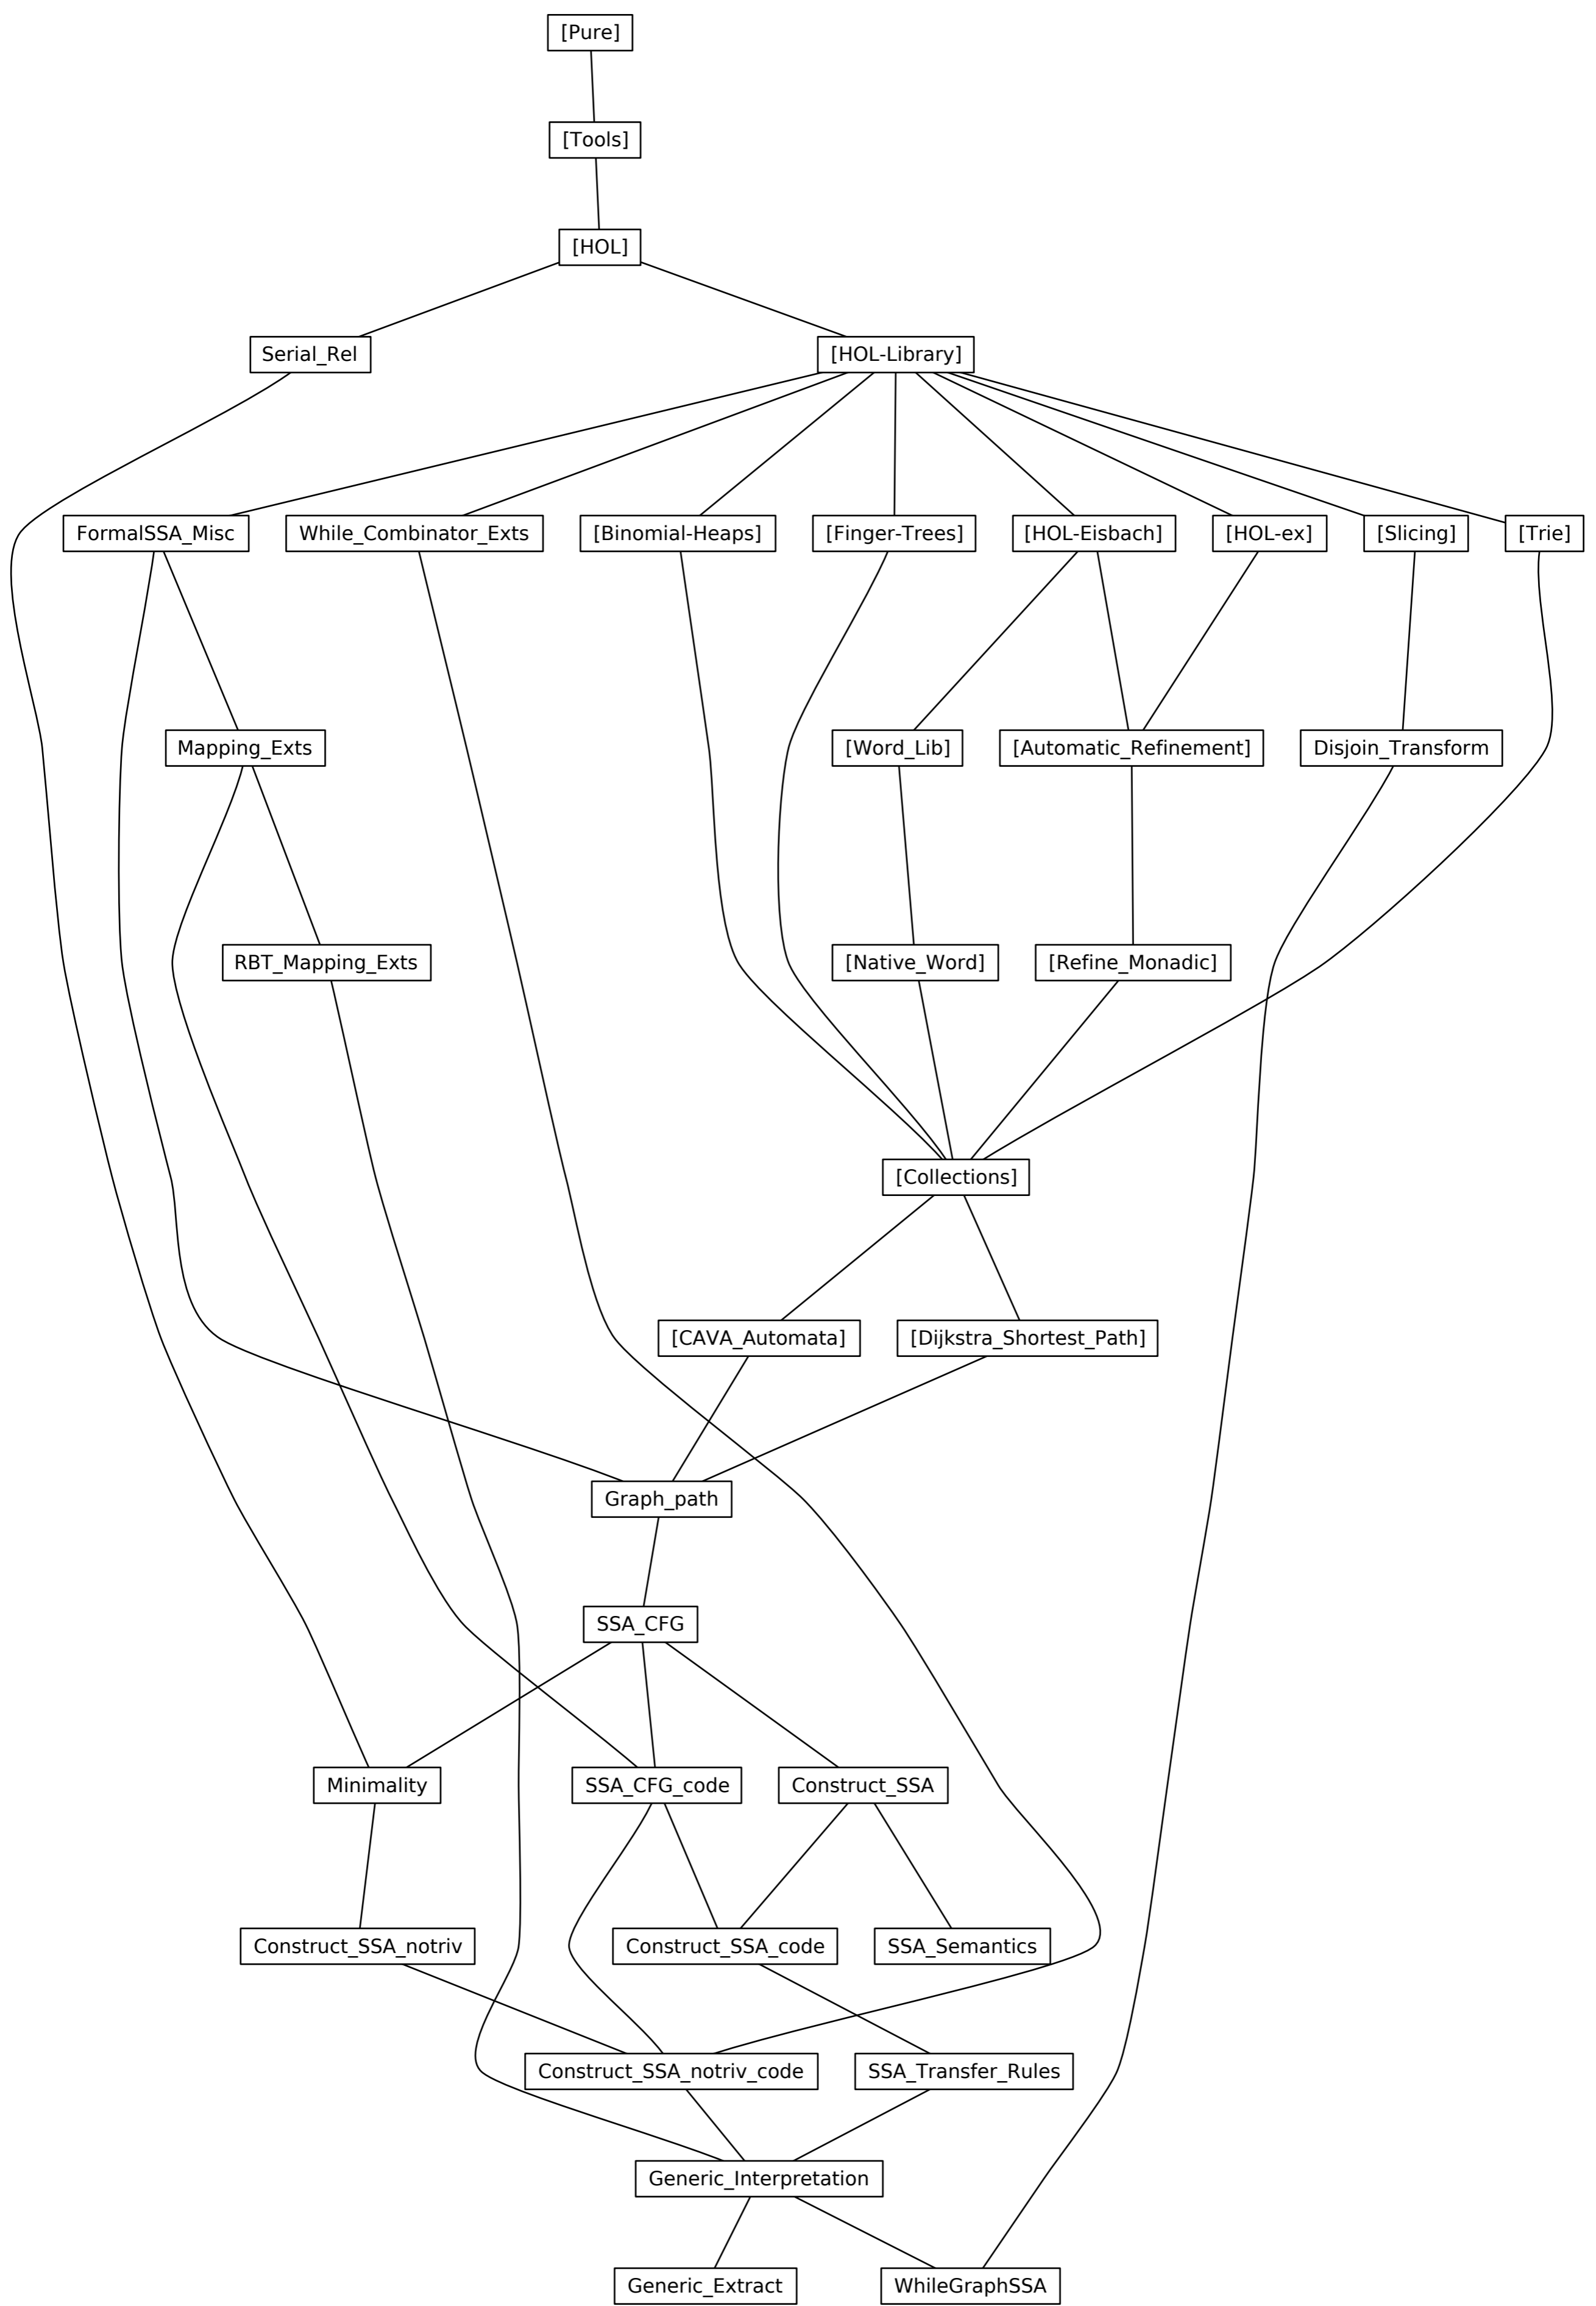 [Pure]
[Tools]
[HOL]
Serial_Rel
[HOL-Library]
FormalSSA_Misc
While_Combinator_Exts
[Binomial-Heaps]
[Finger-Trees]
[HOL-Eisbach]
[HOL-ex]
[Slicing]
[Trie]
Mapping_Exts
[Word_Lib]
[Automatic_Refinement]
Disjoin_Transform
RBT_Mapping_Exts
[Native_Word]
[Refine_Monadic]
[Collections]
[CAVA_Automata]
[Dijkstra_Shortest_Path]
Graph_path
SSA_CFG
Minimality
SSA_CFG_code
Construct_SSA
Construct_SSA_notriv
Construct_SSA_code
SSA_Semantics
Construct_SSA_notriv_code
SSA_Transfer_Rules
Generic_Interpretation
Generic_Extract
WhileGraphSSA